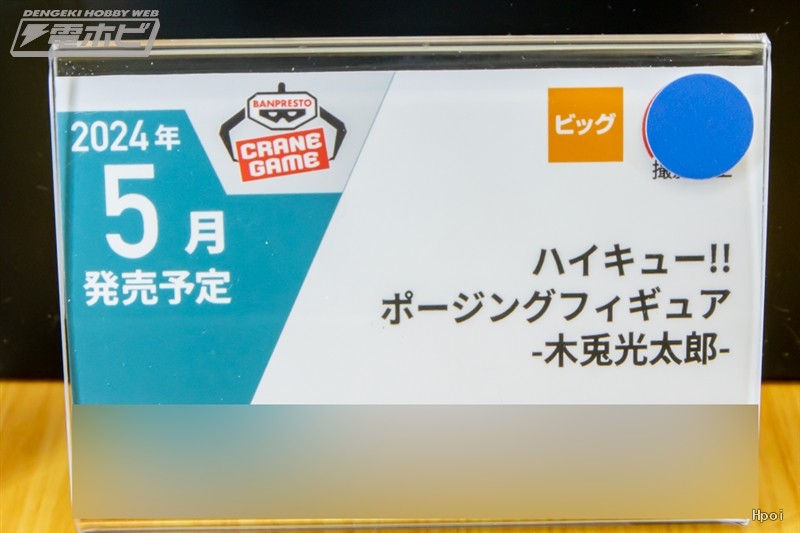 DENGEKI HOBBY WEB
電ホビ
2024年
5月
発売予定
BANPRESTO
CRANE
GAME
ビッグ
ハイキュー!!
ポージングフィギュア
-木兎光太郎-
Hpoi